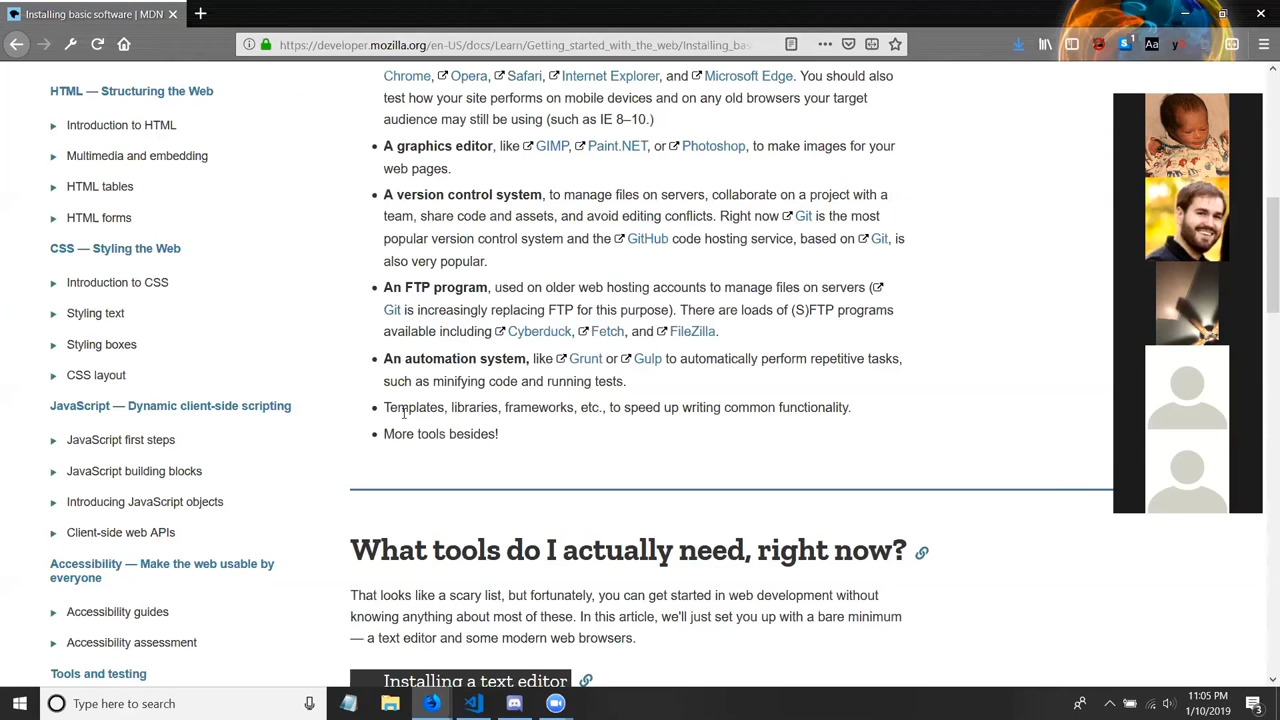 Installing basic software | MDN
https://developer.mozilla.org/en-US/docs/Learn/Getting_started_with_the_web/Installing_bas
HTML — Structuring the Web
Introduction to HTML
Multimedia and embedding
HTML tables
HTML forms
CSS — Styling the Web
Introduction to CSS
Styling text
Styling boxes
CSS layout
JavaScript — Dynamic client-side scripting
JavaScript first steps
JavaScript building blocks
Introducing JavaScript objects
Client-side web APIs
Accessibility — Make the web usable by
everyone
Accessibility guides
Accessibility assessment
Tools and testing
Chrome, Opera, Safari, Internet Explorer, and Microsoft Edge. You should also
test how your site performs on mobile devices and on any old browsers your target
audience may still be using (such as IE 8–10.)
• A graphics editor, like GIMP, Paint.NET, or Photoshop, to make images for your
web pages.
• A version control system, to manage files on servers, collaborate on a project with a
team, share code and assets, and avoid editing conflicts. Right now Git is the most
popular version control system and the GitHub code hosting service, based on Git, is
also very popular.
• An FTP program, used on older web hosting accounts to manage files on servers (
Git is increasingly replacing FTP for this purpose). There are loads of (S)FTP programs
available including Cyberduck, Fetch, and FileZilla.
• An automation system, like Grunt or Gulp to automatically perform repetitive tasks,
such as minifying code and running tests.
• Templates, libraries, frameworks, etc., to speed up writing common functionality.
• More tools besides!
What tools do I actually need, right now?
That looks like a scary list, but fortunately, you can get started in web development without
knowing anything about most of these. In this article, we'll just set you up with a bare minimum
— a text editor and some modern web browsers.
Installing a text editor
Type here to search
11:05 PM
1/10/2019
3